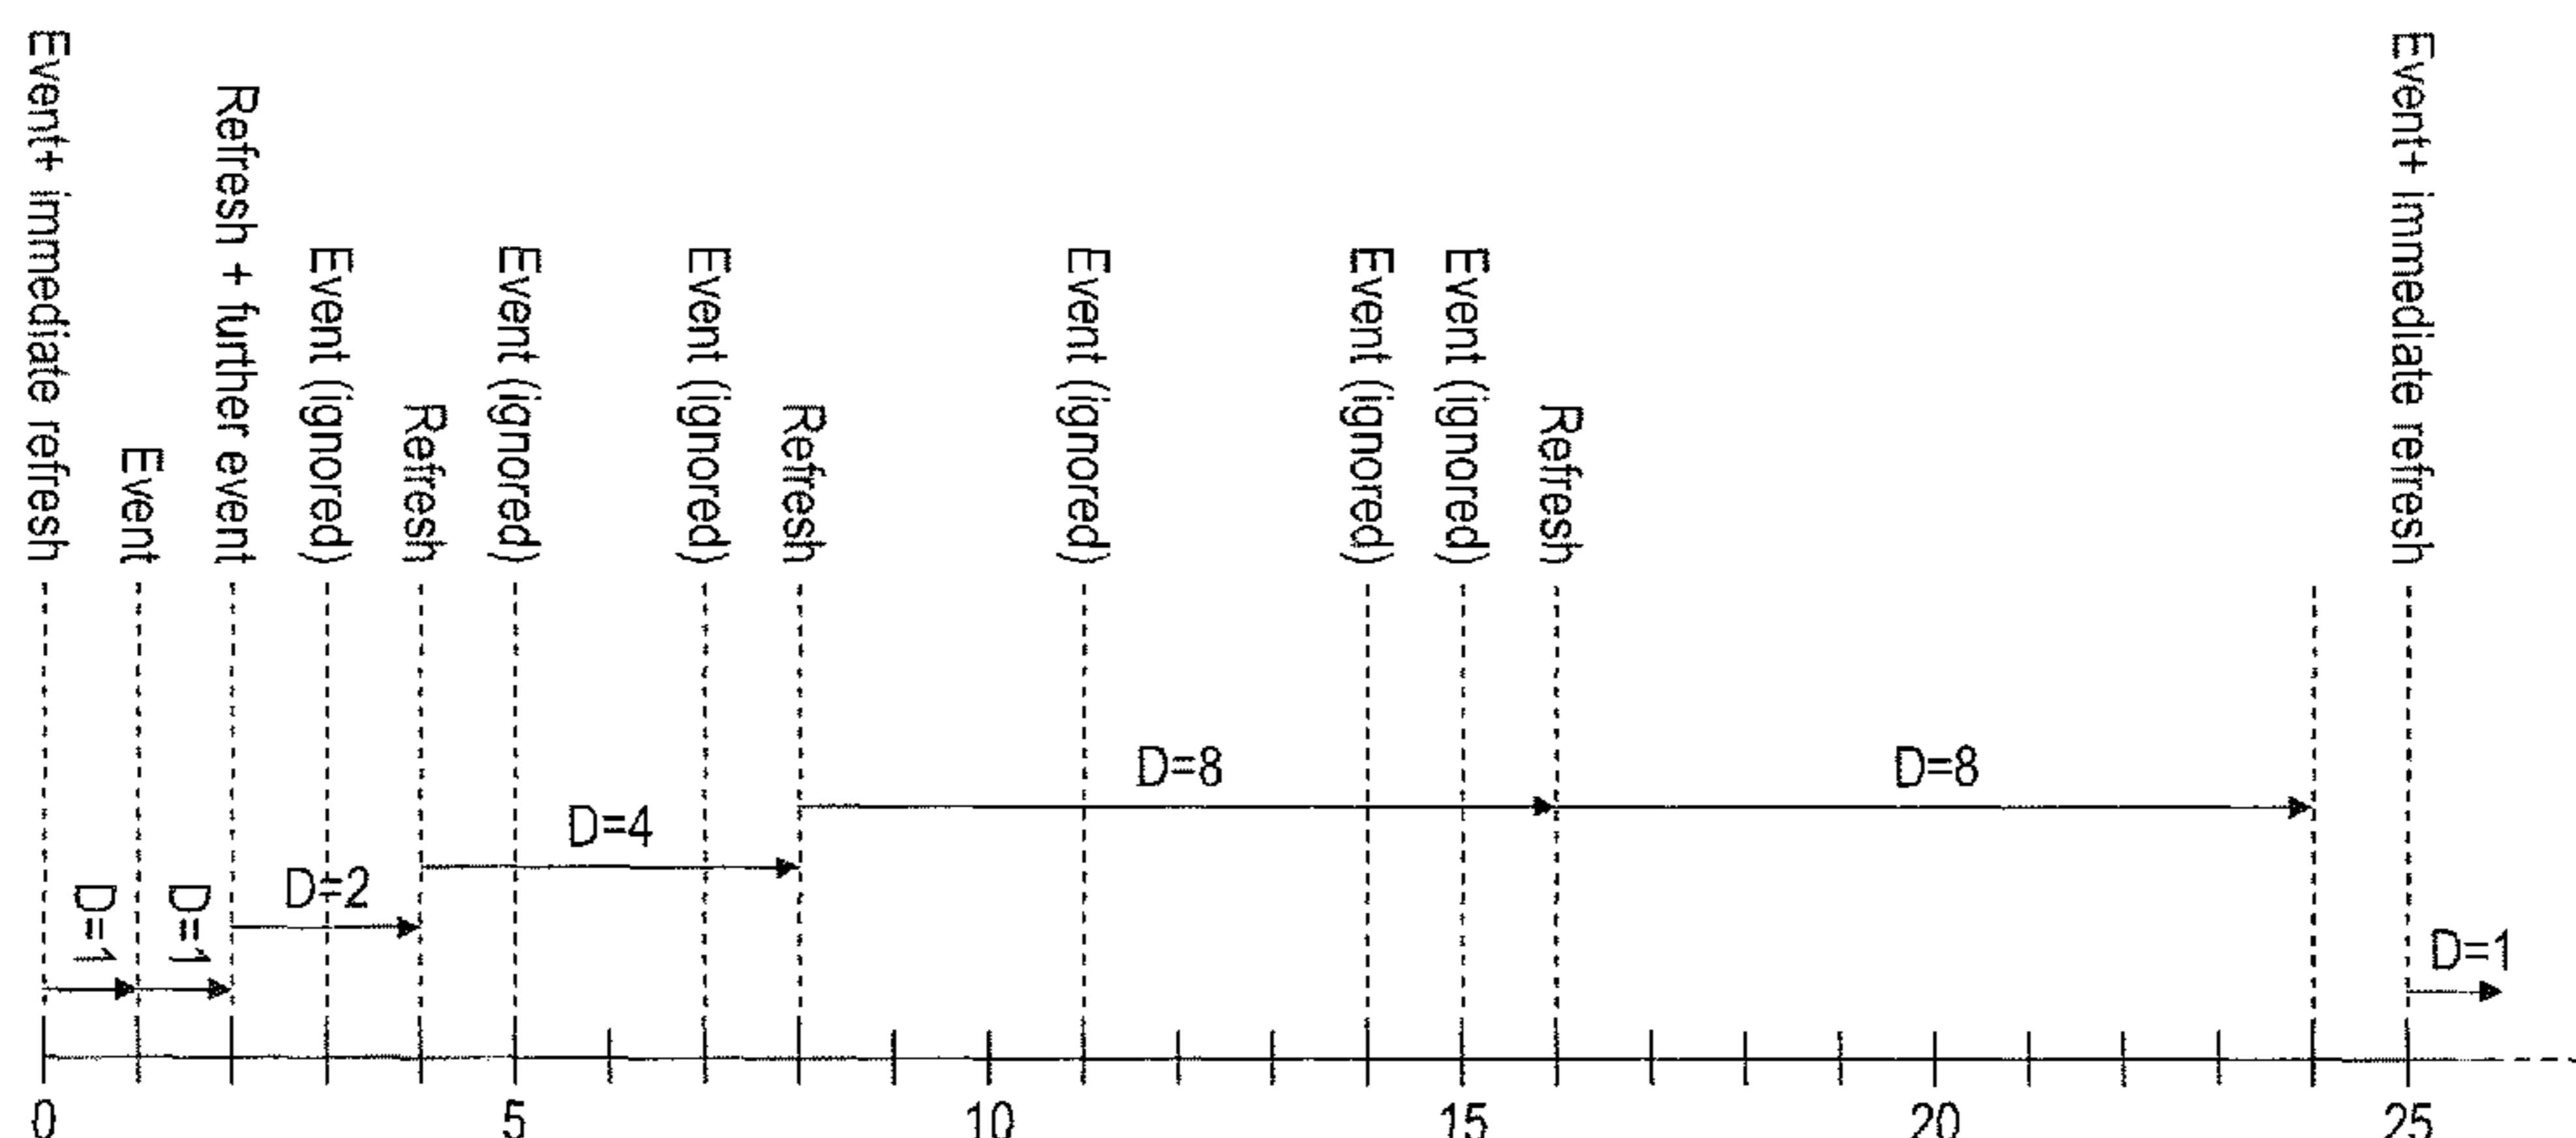 Event+ immediate refresh
Event
Refresh + further event
Event (ignored)
Refresh
Event (ignored)
Event (ignored)
Refresh
Event (ignored)
Event (ignored)
Event (ignored)
Refresh
Event+ immediate refresh
D=1
D=1
D=2
D=4
D=8
D=8
D=1
0
5
10
15
20
25